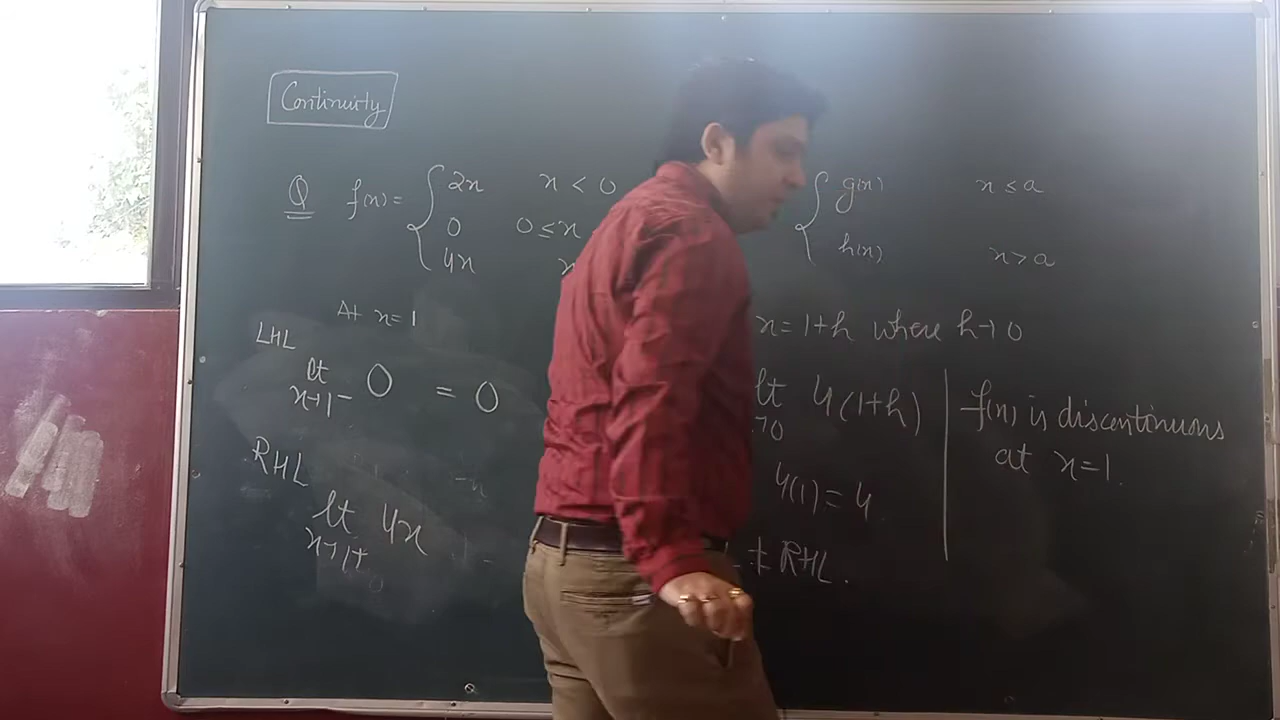 Continuity
Q f(x) = { 2x x < 0
0 0 ≤ x
4x x
{ g(x) x ≤ a
h(x) x > a
At x = 1
LHL
lt x→1⁻ 0 = 0
RHL
lt x→1⁺ 4x
x = 1+h where h→0
lt →0 4(1+h)
4(1) = 4
≠ RHL.
f(x) is discontinuous
at x = 1.